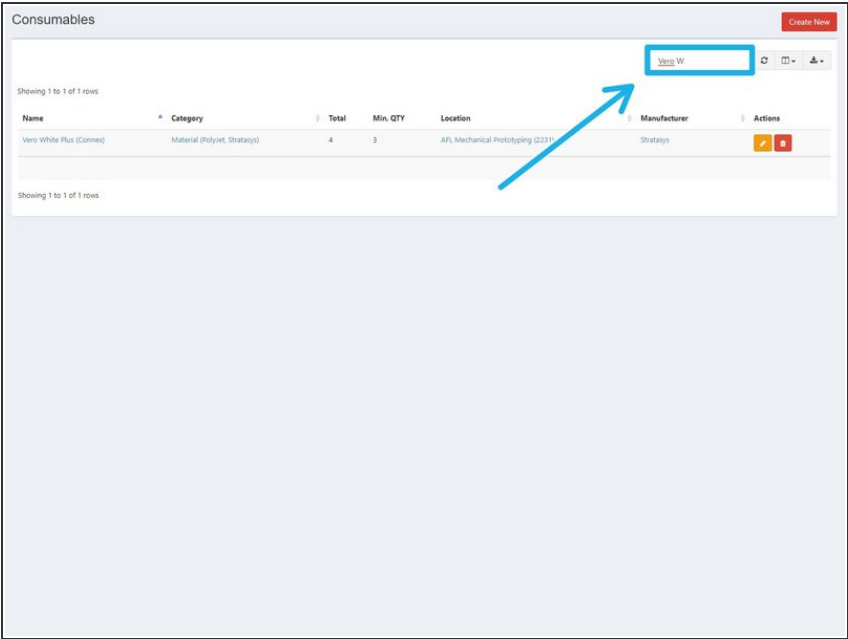 Consumables
Create New
Vero W
Showing 1 to 1 of 1 rows
Name Category Total Min. QTY Location Manufacturer Actions
Vero White Plus (Connex) Material (PolyJet, Stratasys) 4 3 AFL Mechanical Prototyping (2231) Stratasys
Showing 1 to 1 of 1 rows